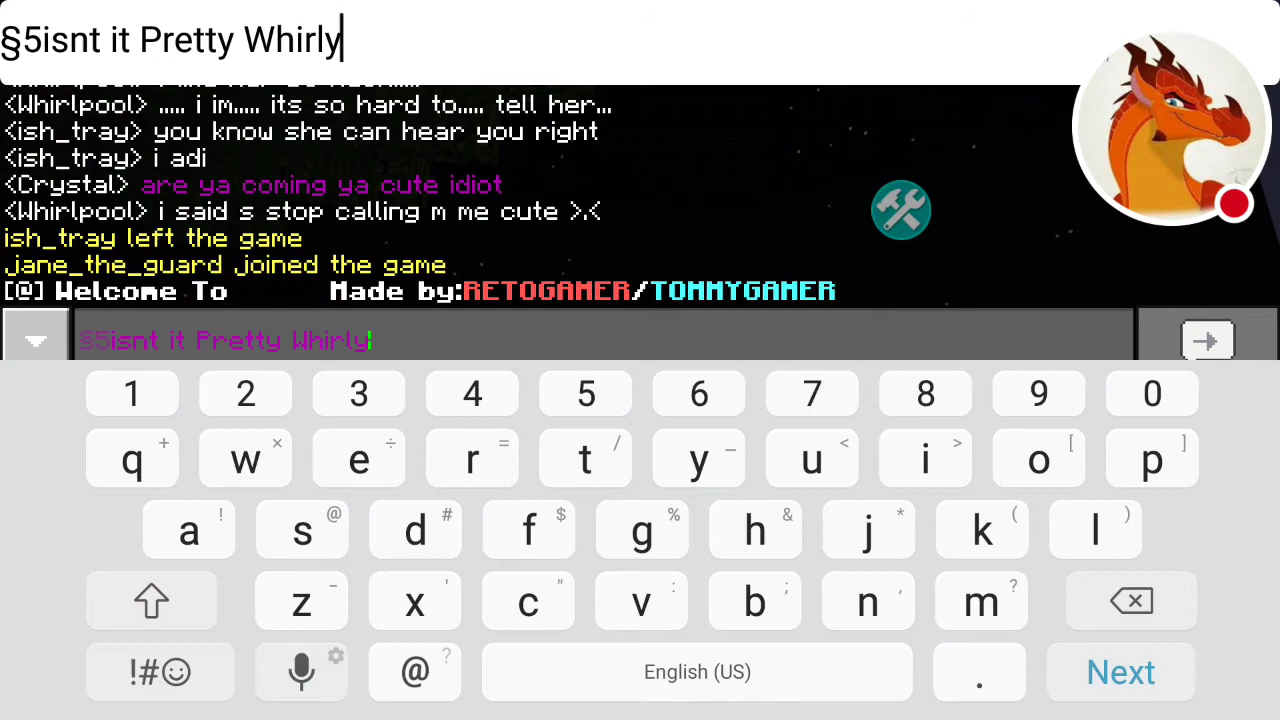 §5isnt it Pretty Whirly
<Whirlpool> ..... i im..... its so hard to..... tell her...
<ish_tray> you know she can hear you right
<ish_tray> i adi
<Crystal> are ya coming ya cute idiot
<Whirlpool> i said s stop calling m me cute >.<
ish_tray left the game
jane_the_guard joined the game
[@] Welcome To Made by:RETOGAMER/TOMMYGAMER
§5isnt it Pretty Whirly
1 2 3 4 5 6 7 8 9 0
q + w × e ÷ r = t / y _ u < i > o [ p ]
a ! s @ d # f $ g % h & j * k ( l )
z - x ' c " v : b ; n , m ?
!#☺ @ ? English (US) . Next